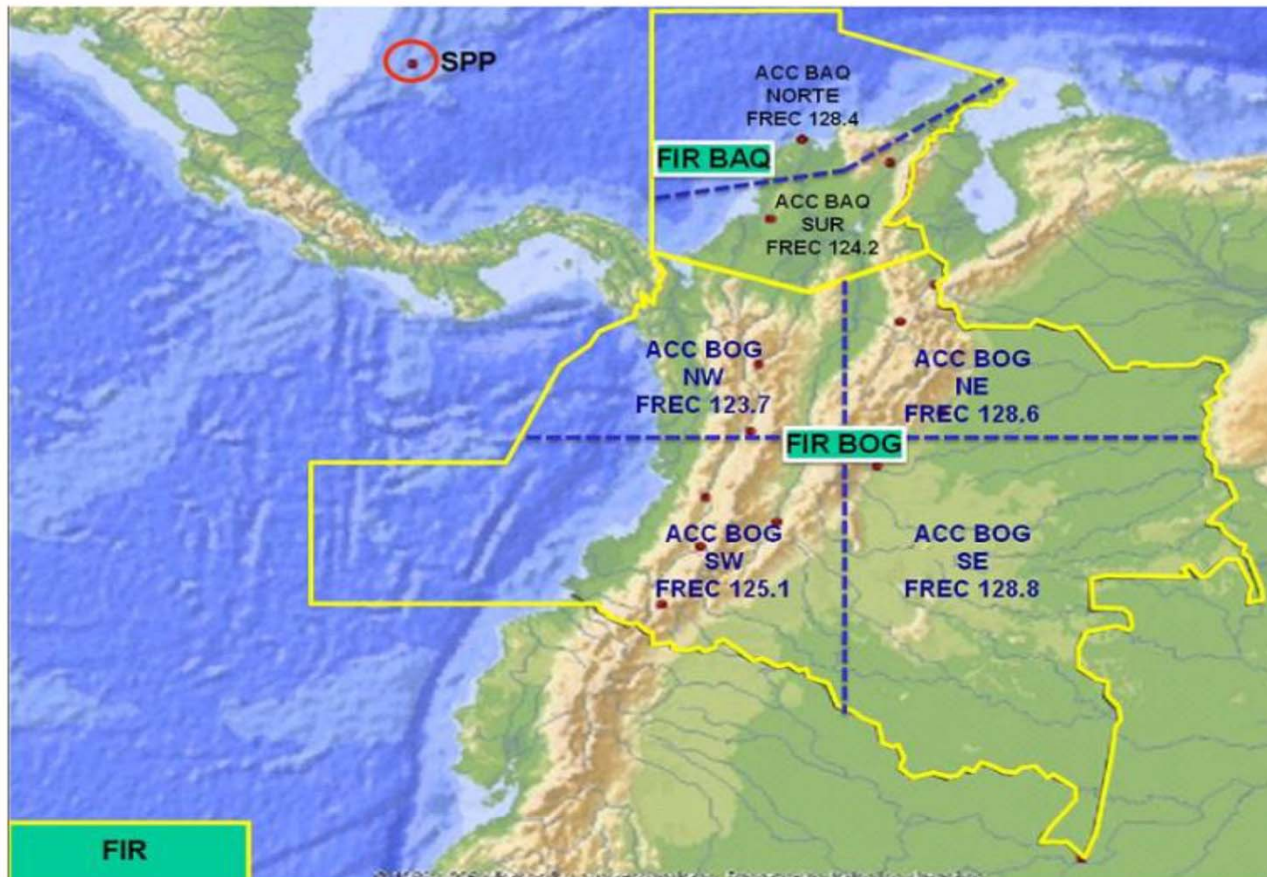 SPP
ACC BAQ
NORTE
FREC 128.4
FIR BAQ
ACC BAQ
SUR
FREC 124.2
ACC BOG
NW
FREC 123.7
ACC BOG
NE
FREC 128.6
FIR BOG
ACC BOG
SW
FREC 125.1
ACC BOG
SE
FREC 128.8
FIR